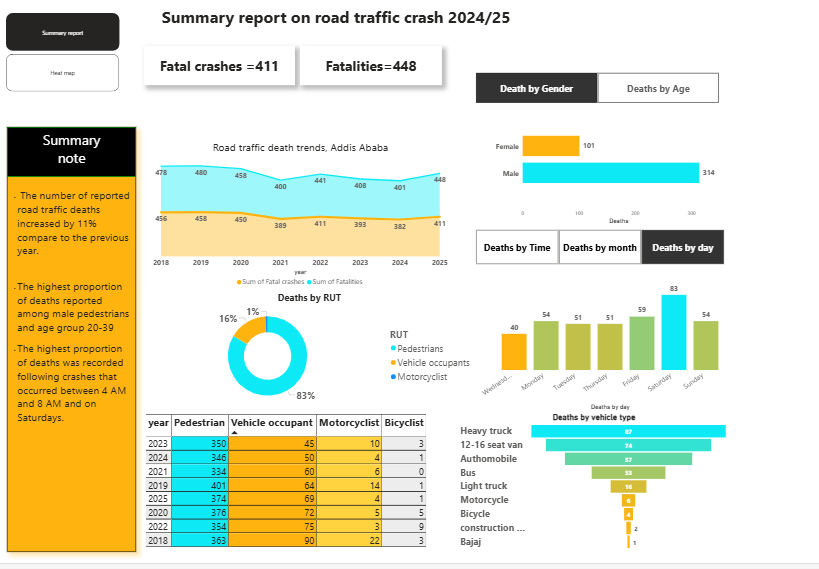 Summary report on road traffic crash 2024/25
Summary report
Heat map
Fatal crashes =411
Fatalities=448
Death by Gender
Deaths by Age
Summary
note
- The number of reported
road traffic deaths
increased by 11%
compare to the previous
year.
-The highest proportion
of deaths reported
among male pedestrians
and age group 20-39
-The highest proportion
of deaths was recorded
following crashes that
occurred between 4 AM
and 8 AM and on
Saturdays.
Road traffic death trends, Addis Ababa
478 480 458 400 441 408 401 448
456 458 450 389 411 393 382 411
2018 2019 2020 2021 2022 2023 2024 2025
year
Sum of Fatal crashes Sum of Fatalities
Female 101
Male 314
0 100 200 300
Deaths
Deaths by Time
Deaths by month
Deaths by day
40 54 51 51 59 83 54
Wednesd... Monday Tuesday Thursday Friday Saturday Sunday
Deaths by day
Deaths by RUT
16% 1%
83%
RUT
Pedestrians
Vehicle occupants
Motorcyclist
year Pedestrian Vehicle occupant Motorcyclist Bicyclist
2023 350 45 10 3
2024 346 50 4 1
2021 334 60 6 0
2019 401 64 14 1
2025 374 69 4 1
2020 376 72 5 5
2022 354 75 3 9
2018 363 90 22 3
Deaths by vehicle type
Heavy truck 87
12-16 seat van 74
Authomobile 57
Bus 33
Light truck 16
Motorcycle 6
Bicycle 4
construction ... 2
Bajaj 1